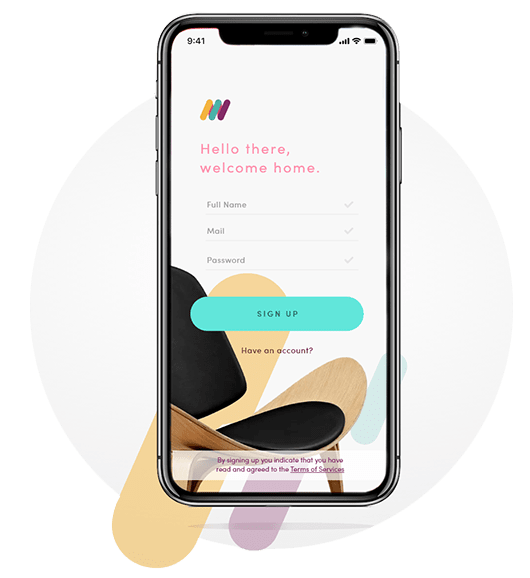 9:41
Hello there,
welcome home.
Full Name
Mail
Password
SIGN UP
Have an account?
By signing up you indicate that you have
read and agreed to the Terms of Services